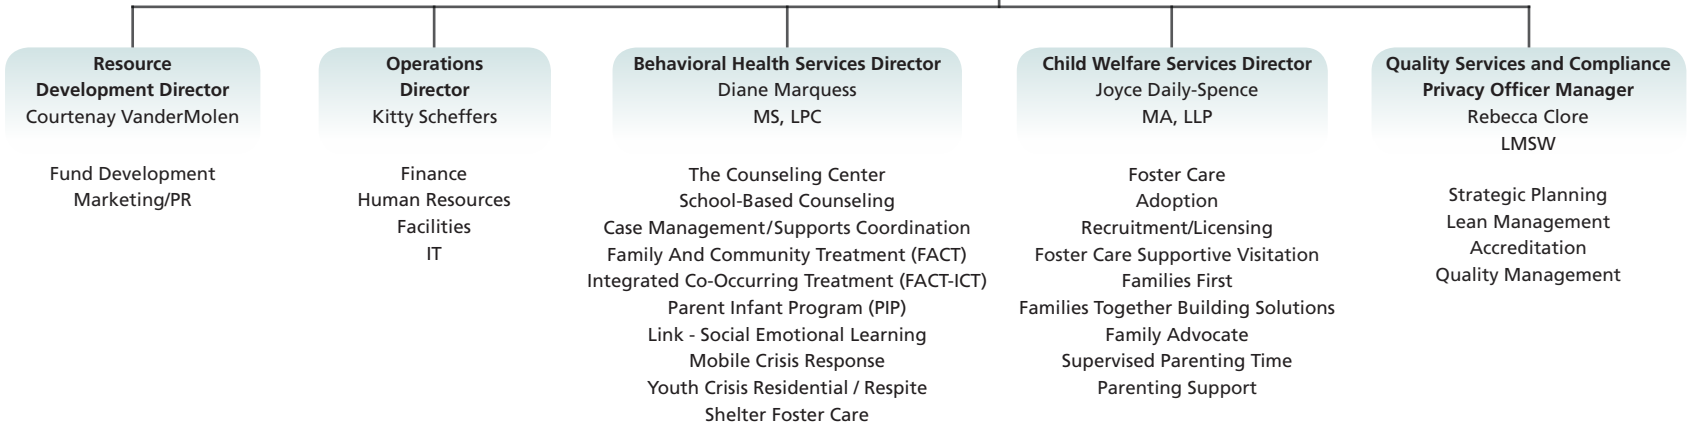 Resource
Development Director
Courtenay VanderMolen
Fund Development
Marketing/PR
Operations
Director
Kitty Scheffers
Finance
Human Resources
Facilities
IT
Behavioral Health Services Director
Diane Marquess
MS, LPC
The Counseling Center
School-Based Counseling
Case Management/Supports Coordination
Family And Community Treatment (FACT)
Integrated Co-Occurring Treatment (FACT-ICT)
Parent Infant Program (PIP)
Link - Social Emotional Learning
Mobile Crisis Response
Youth Crisis Residential / Respite
Shelter Foster Care
Child Welfare Services Director
Joyce Daily-Spence
MA, LLP
Foster Care
Adoption
Recruitment/Licensing
Foster Care Supportive Visitation
Families First
Families Together Building Solutions
Family Advocate
Supervised Parenting Time
Parenting Support
Quality Services and Compliance
Privacy Officer Manager
Rebecca Clore
LMSW
Strategic Planning
Lean Management
Accreditation
Quality Management